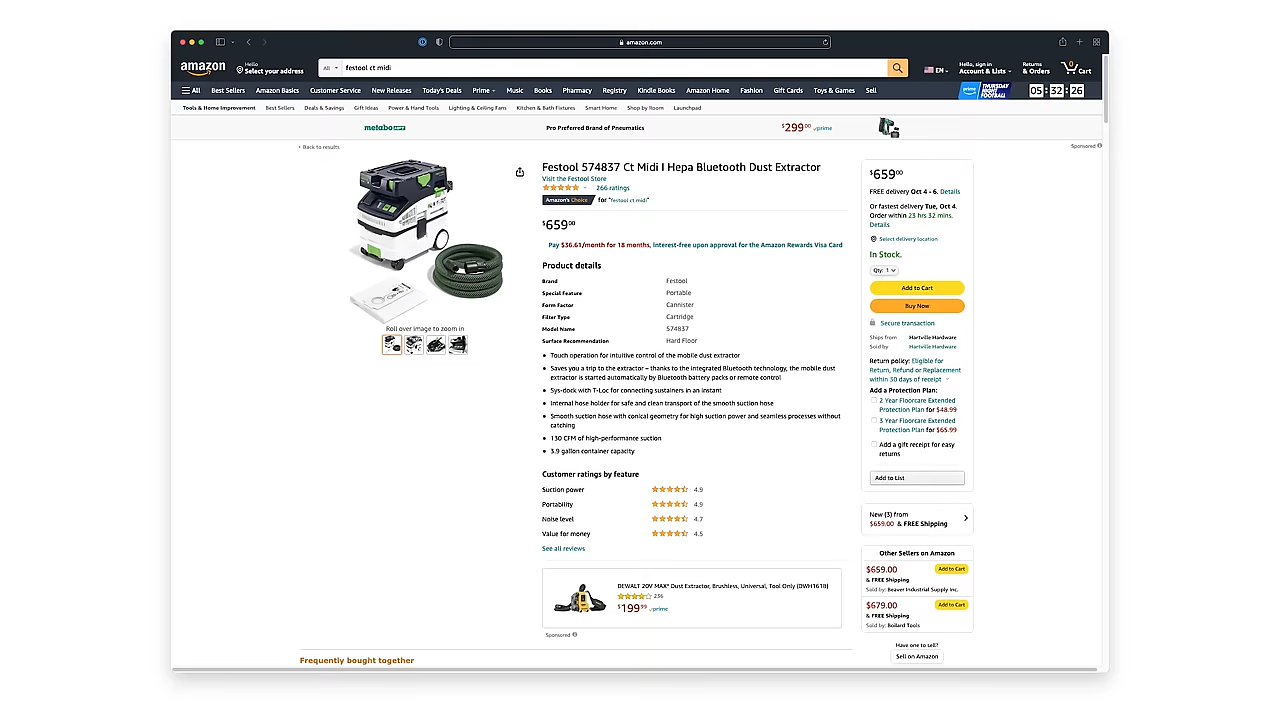 amazon.com
amazon
Hello
Select your address
All
festool ct midi
EN
Hello, sign in
Account & Lists
Returns
& Orders
0
Cart
All
Best Sellers
Amazon Basics
Customer Service
New Releases
Today's Deals
Prime
Music
Books
Pharmacy
Registry
Kindle Books
Amazon Home
Fashion
Gift Cards
Toys & Games
Sell
prime
THURSDAY
NIGHT
FOOTBALL
05:32:26
Tools & Home Improvement
Best Sellers
Deals & Savings
Gift Ideas
Power & Hand Tools
Lighting & Ceiling Fans
Kitchen & Bath Fixtures
Smart Home
Shop by Room
Launchpad
metabo HPT
Pro Preferred Brand of Pneumatics
$299 00 prime
‹ Back to results
Sponsored
Festool 574837 Ct Midi I Hepa Bluetooth Dust Extractor
Visit the Festool Store
266 ratings
Amazon's Choice for "festool ct midi"
$659 00
Pay $36.61/month for 18 months, interest-free upon approval for the Amazon Rewards Visa Card
Product details
Brand Festool
Special Feature Portable
Form Factor Cannister
Filter Type Cartridge
Model Name 574837
Surface Recommendation Hard Floor
• Touch operation for intuitive control of the mobile dust extractor
• Saves you a trip to the extractor – thanks to the integrated Bluetooth technology, the mobile dust
extractor is started automatically by Bluetooth battery packs or remote control
• Sys-dock with T-Loc for connecting sustainers in an instant
• Internal hose holder for safe and clean transport of the smooth suction hose
• Smooth suction hose with conical geometry for high suction power and seamless processes without
catching
• 130 CFM of high-performance suction
• 3.9 gallon container capacity
Roll over image to zoom in
Customer ratings by feature
Suction power 4.9
Portability 4.9
Noise level 4.7
Value for money 4.5
See all reviews
DEWALT 20V MAX* Dust Extractor, Brushless, Universal, Tool Only (DWH161B)
236
$199 99 prime
Sponsored
Frequently bought together
$659 00
FREE delivery Oct 4 - 6. Details
Or fastest delivery Tue, Oct 4.
Order within 23 hrs 32 mins.
Details
Select delivery location
In Stock.
Qty: 1
Add to Cart
Buy Now
Secure transaction
Ships from Hartville Hardware
Sold by Hartville Hardware
Return policy: Eligible for
Return, Refund or Replacement
within 30 days of receipt
Add a Protection Plan:
2 Year Floorcare Extended
Protection Plan for $48.99
3 Year Floorcare Extended
Protection Plan for $65.99
Add a gift receipt for easy
returns
Add to List
New (3) from
$659.00 & FREE Shipping
Other Sellers on Amazon
$659.00 Add to Cart
& FREE Shipping
Sold by: Beaver Industrial Supply Inc.
$679.00 Add to Cart
& FREE Shipping
Sold by: Boilard Tools
Have one to sell?
Sell on Amazon